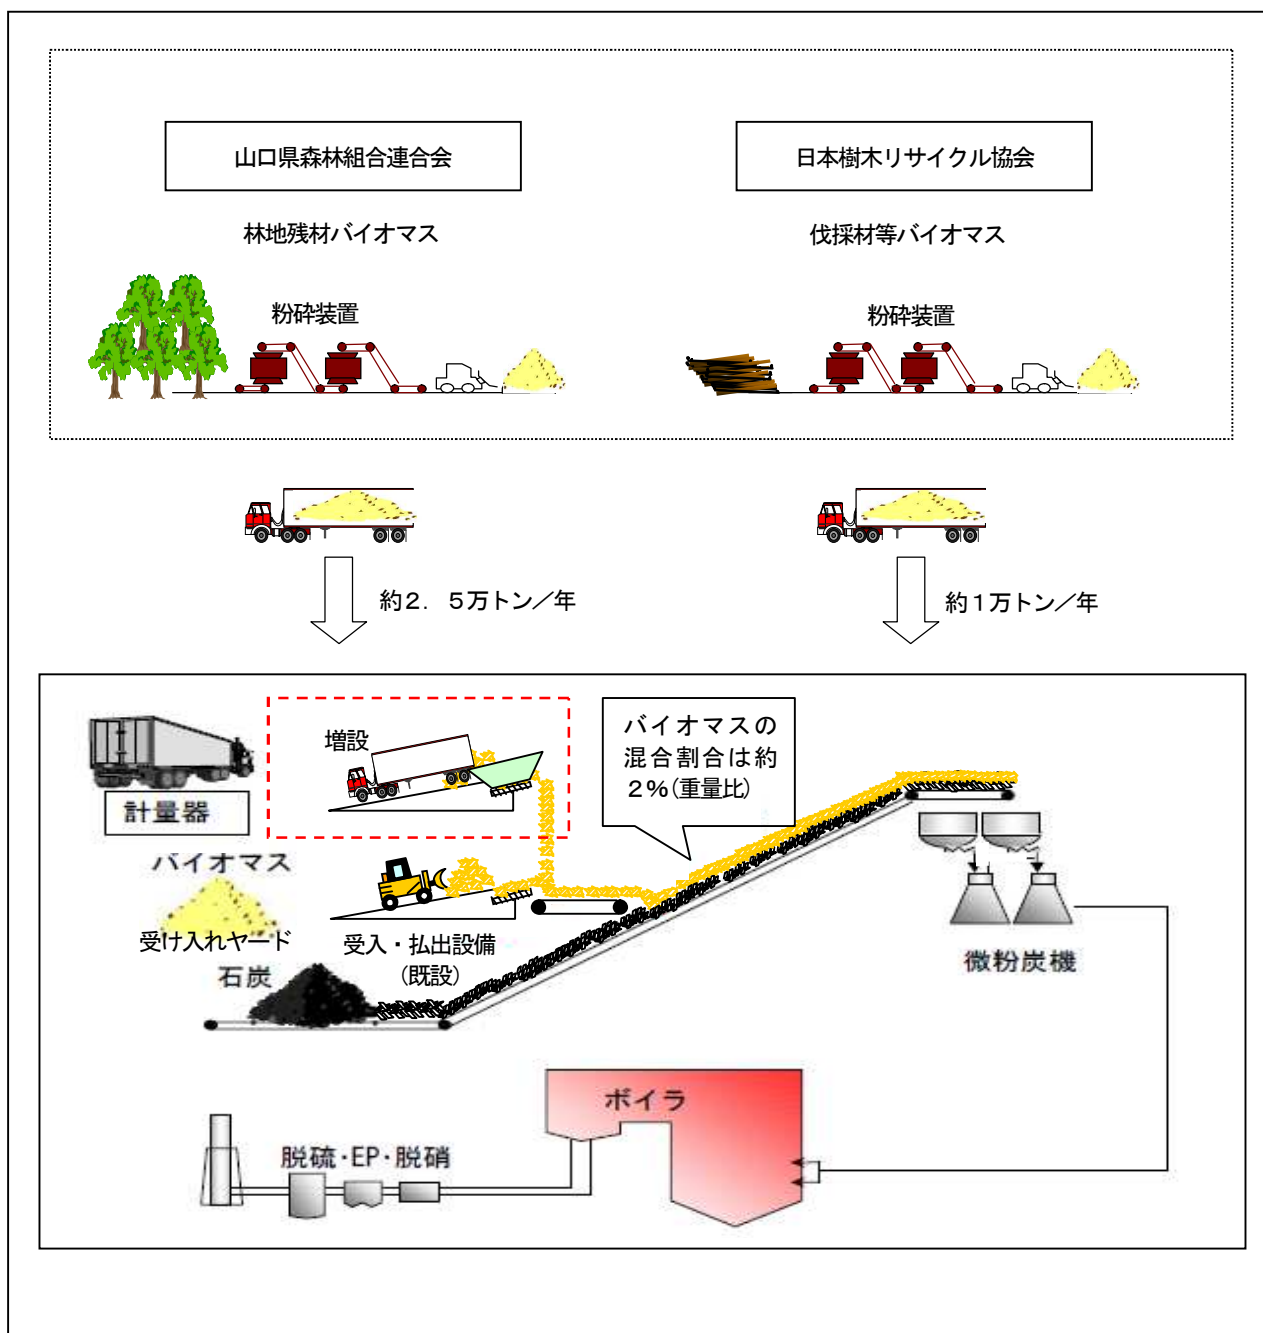 山口県森林組合連合会
日本樹木リサイクル協会
林地残材バイオマス
伐採材等バイオマス
粉砕装置
粉砕装置
約2.5万トン/年
約1万トン/年
増設
バイオマスの
混合割合は約
2%(重量比)
計量器
バイオマス
受け入れヤード
受入・払出設備
(既設)
石炭
微粉炭機
ボイラ
脱硫・EP・脱硝